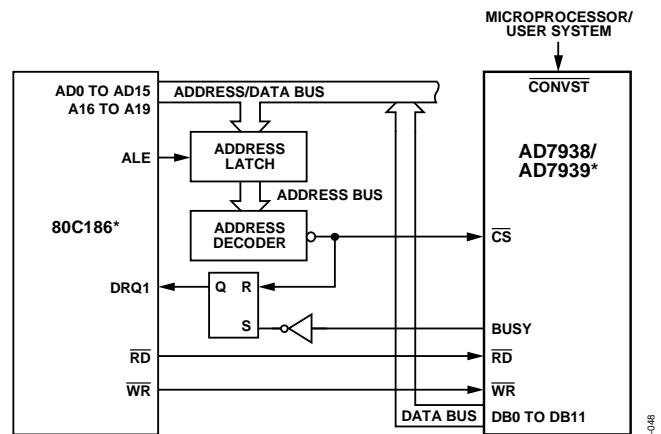 MICROPROCESSOR/
USER SYSTEM
AD0 TO AD15
A16 TO A19
ADDRESS/DATA BUS
CONVST
ALE
ADDRESS
LATCH
AD7938/
AD7939*
ADDRESS BUS
80C186*
ADDRESS
DECODER
CS
DRQ1
Q
R
S
BUSY
RD
RD
WR
WR
DATA BUS
DB0 TO DB11
-048